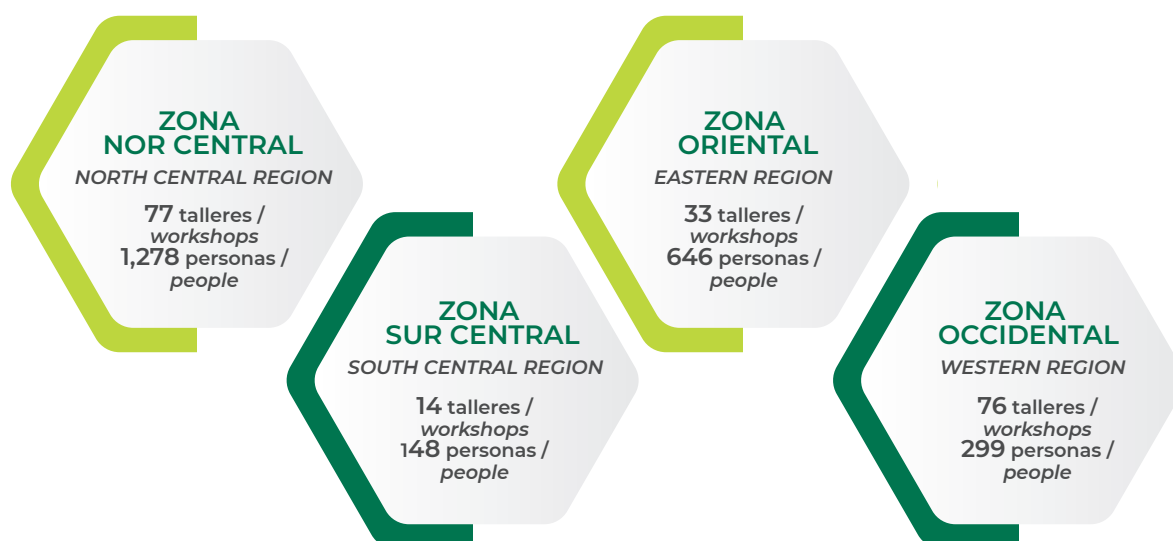 ZONA
NOR CENTRAL
NORTH CENTRAL REGION
77 talleres /
workshops
1,278 personas /
people
ZONA
SUR CENTRAL
SOUTH CENTRAL REGION
14 talleres /
workshops
148 personas /
people
ZONA
ORIENTAL
EASTERN REGION
33 talleres /
workshops
646 personas /
people
ZONA
OCCIDENTAL
WESTERN REGION
76 talleres /
workshops
299 personas /
people